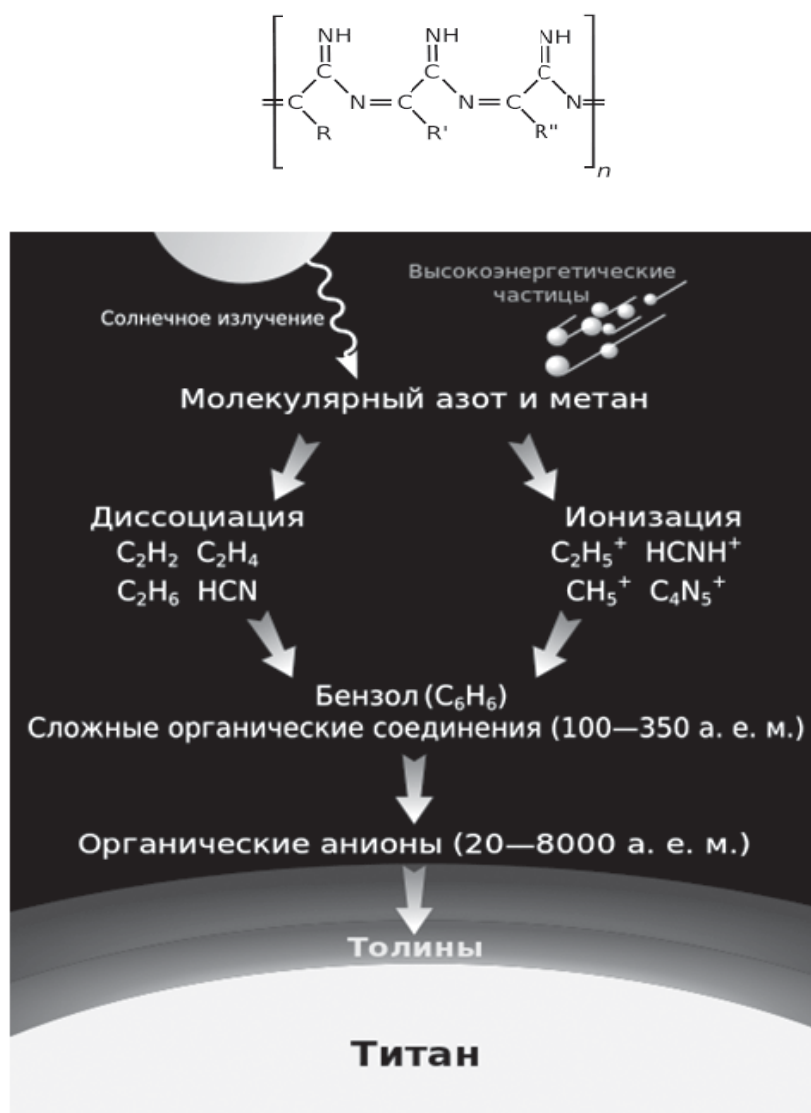 NH NH NH
C C C
C N C N C N
R R' R"
n
Высокоэнергетические
частицы
Солнечное излучение
Молекулярный азот и метан
Диссоциация
C₂H₂ C₂H₄
C₂H₆ HCN
Ионизация
C₂H₅⁺ HCNH⁺
CH₅⁺ C₄N₅⁺
Бензол (C₆H₆)
Сложные органические соединения (100—350 а. е. м.)
Органические анионы (20—8000 а. е. м.)
Толины
Титан